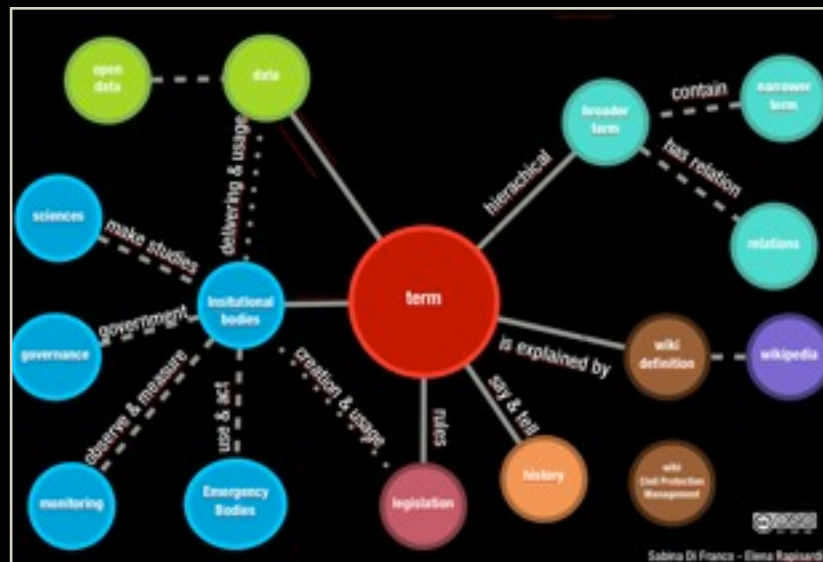 open
data
data
broader
term
contain
narrower
term
has relation
relations
hierachical
delivering & usage
sciences
make studies
Insitutional
bodies
term
government
governance
observe & measure
monitoring
use & act
Emergency
Bodies
creation & usage
rules
legislation
say & tell
history
is explained by
wiki
definition
wikipedia
wiki
Civil Protection
Management
Sabina Di Franco - Elena Rapisardi